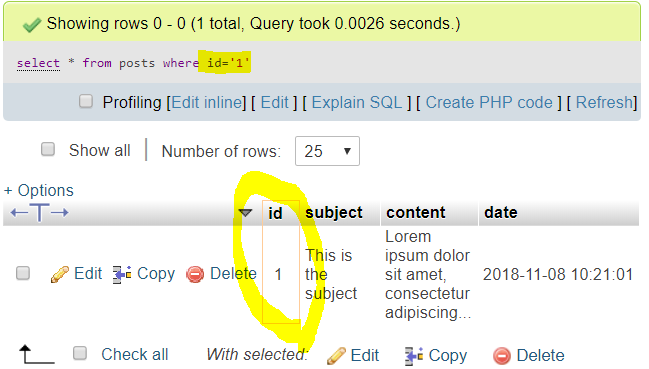 Showing rows 0 - 0 (1 total, Query took 0.0026 seconds.)
select * from posts where id='1'
Profiling [Edit inline] [ Edit ] [ Explain SQL ] [ Create PHP code ] [ Refresh]
Show all | Number of rows: 25
+ Options
←T→ id subject content date
Edit Copy Delete 1 This is the subject Lorem ipsum dolor sit amet, consectetur adipiscing... 2018-11-08 10:21:01
Check all With selected: Edit Copy Delete